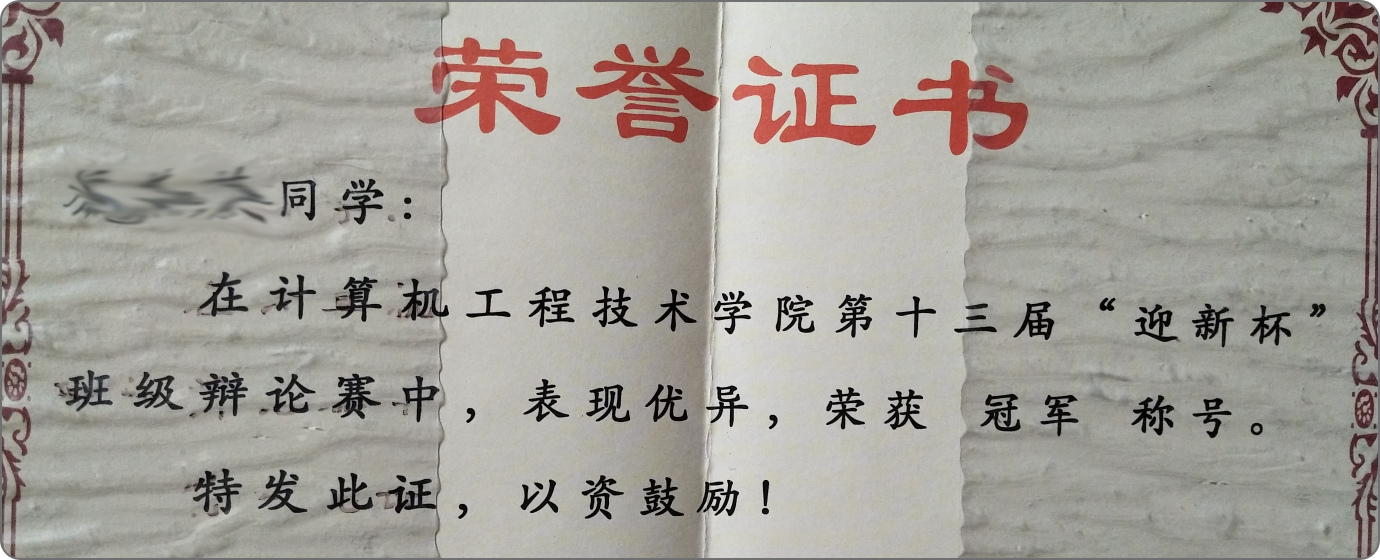 荣誉证书
同学：
在计算机工程技术学院第十三届“迎新杯”
班级辩论赛中，表现优异，荣获 冠军 称号。
特发此证，以资鼓励！